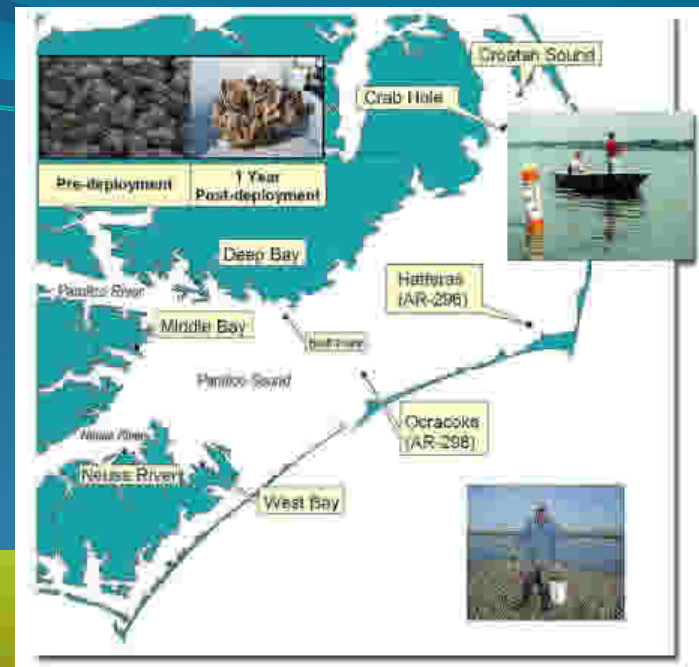 Croatan Sound
Crab Hole
Pre-deployment
1 Year
Post-deployment
Deep Bay
Pamlico River
Hatteras
(AR-296)
Middle Bay
Pamlico Sound
Neuse River
Ocracoke
(AR-298)
Neuse River
West Bay